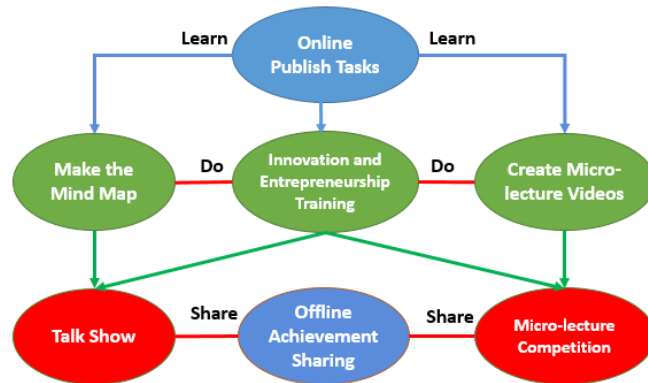 Learn
Online
Publish Tasks
Learn
Make the
Mind Map
Do
Innovation and
Entrepreneurship
Training
Do
Create Micro-
lecture Videos
Talk Show
Share
Offline
Achievement
Sharing
Share
Micro-lecture
Competition